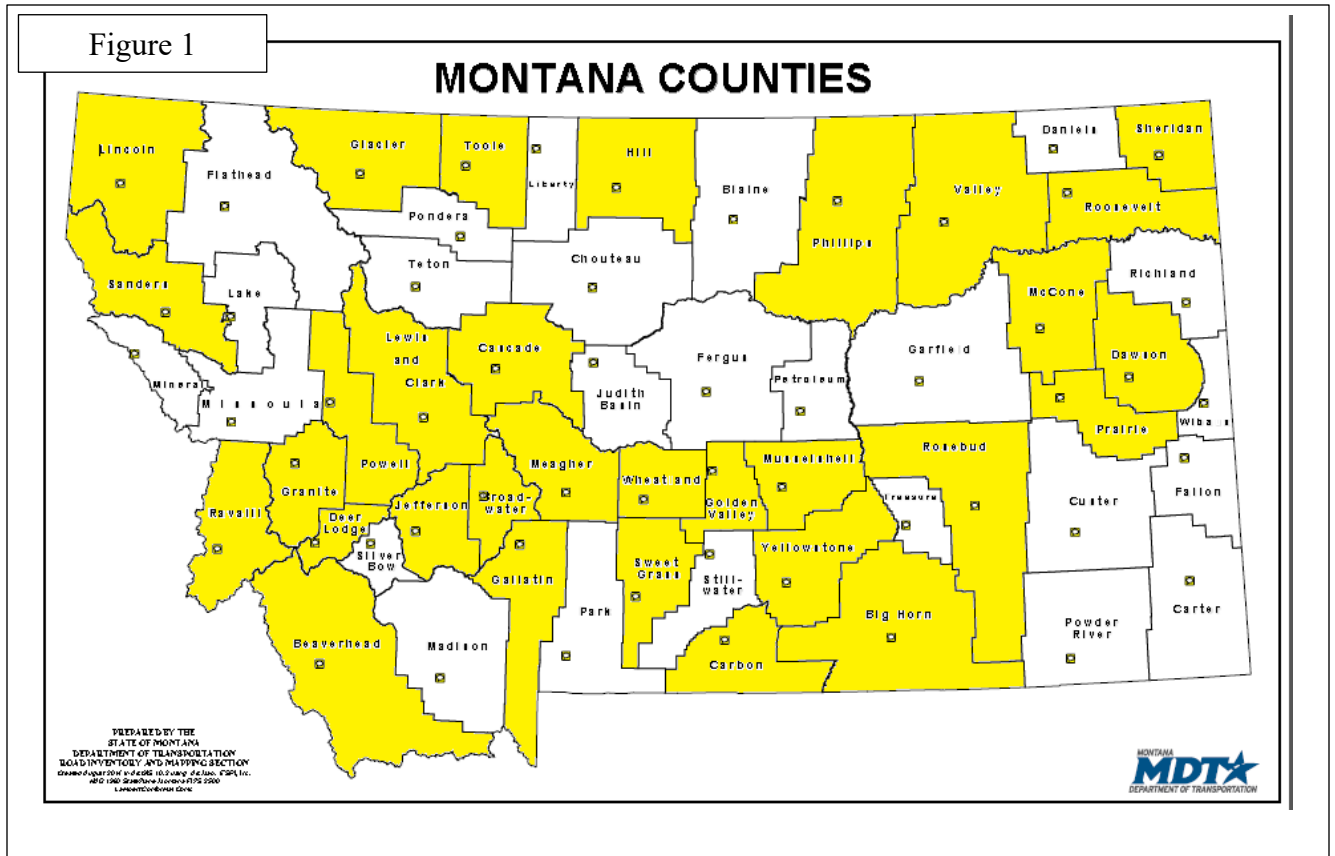 Figure 1
MONTANA COUNTIES
Lincoln
Flathead
Glacier
Toole
Liberty
Hill
Blaine
Phillips
Valley
Daniels
Sheridan
Roosevelt
Pondera
Teton
Chouteau
Sanders
Lake
Lewis
and
Clark
Cascade
Judith
Basin
Fergus
Petroleum
Garfield
McCone
Richland
Dawson
Prairie
Mineral
Missoula
Powell
Granite
Ravalli
Deer
Lodge
Silver
Bow
Jefferson
Broad-
water
Meagher
Wheat and
Golden
Valley
Musselshell
Rosebud
Treasure
Custer
Fallon
Gallatin
Park
Sweet
Grass
Still-
water
Yellowstone
Big Horn
Carbon
Powder
River
Carter
Beaverhead
Madison
PREPARED BY THE
STATE OF MONTANA
DEPARTMENT OF TRANSPORTATION
ROAD INVENTORY AND MAPPING SECTION
MONTANA
MDT
DEPARTMENT OF TRANSPORTATION